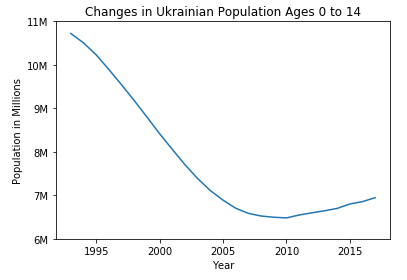 Changes in Ukrainian Population Ages 0 to 14
11M
10M
9M
8M
7M
6M
Population in Millions
1995 2000 2005 2010 2015
Year